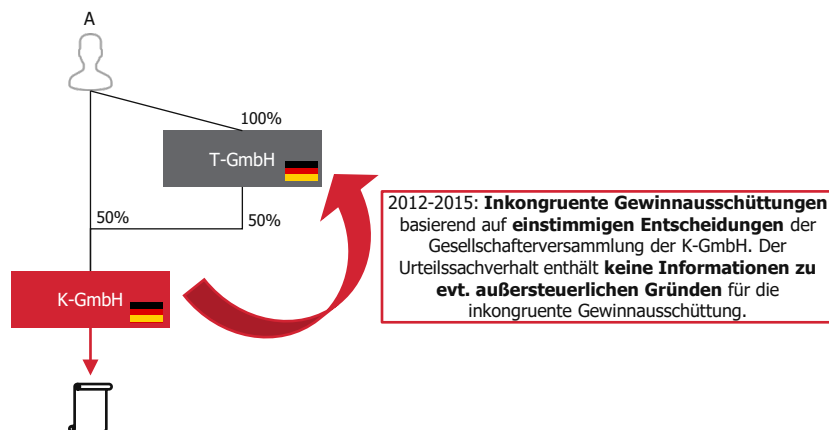 A
100%
T-GmbH
50%
50%
K-GmbH
2012-2015: Inkongruente Gewinnausschüttungen
basierend auf einstimmigen Entscheidungen der
Gesellschafterversammlung der K-GmbH. Der
Urteilssachverhalt enthält keine Informationen zu
evt. außersteuerlichen Gründen für die
inkongruente Gewinnausschüttung.